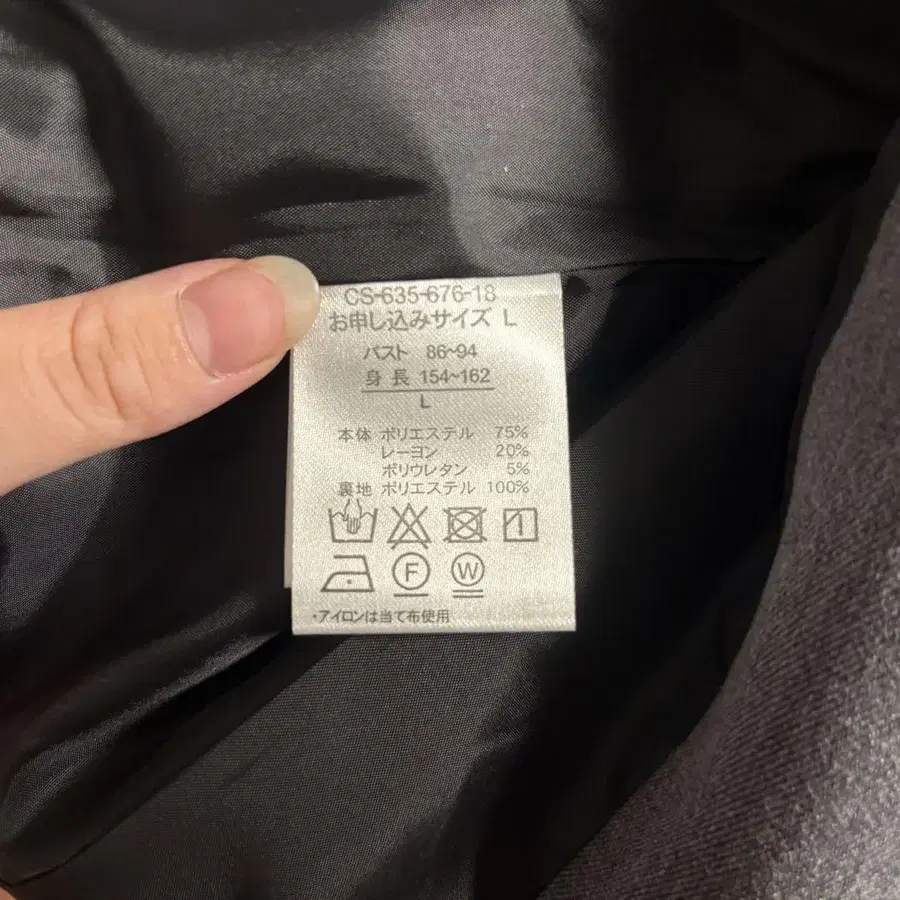 CS-635-676-18
お申し込みサイズ L
バスト 86~94
身長 154~162
L
本体 ポリエステル 75%
レーヨン 20%
ポリウレタン 5%
裏地 ポリエステル 100%
F W
・アイロンは当て布使用